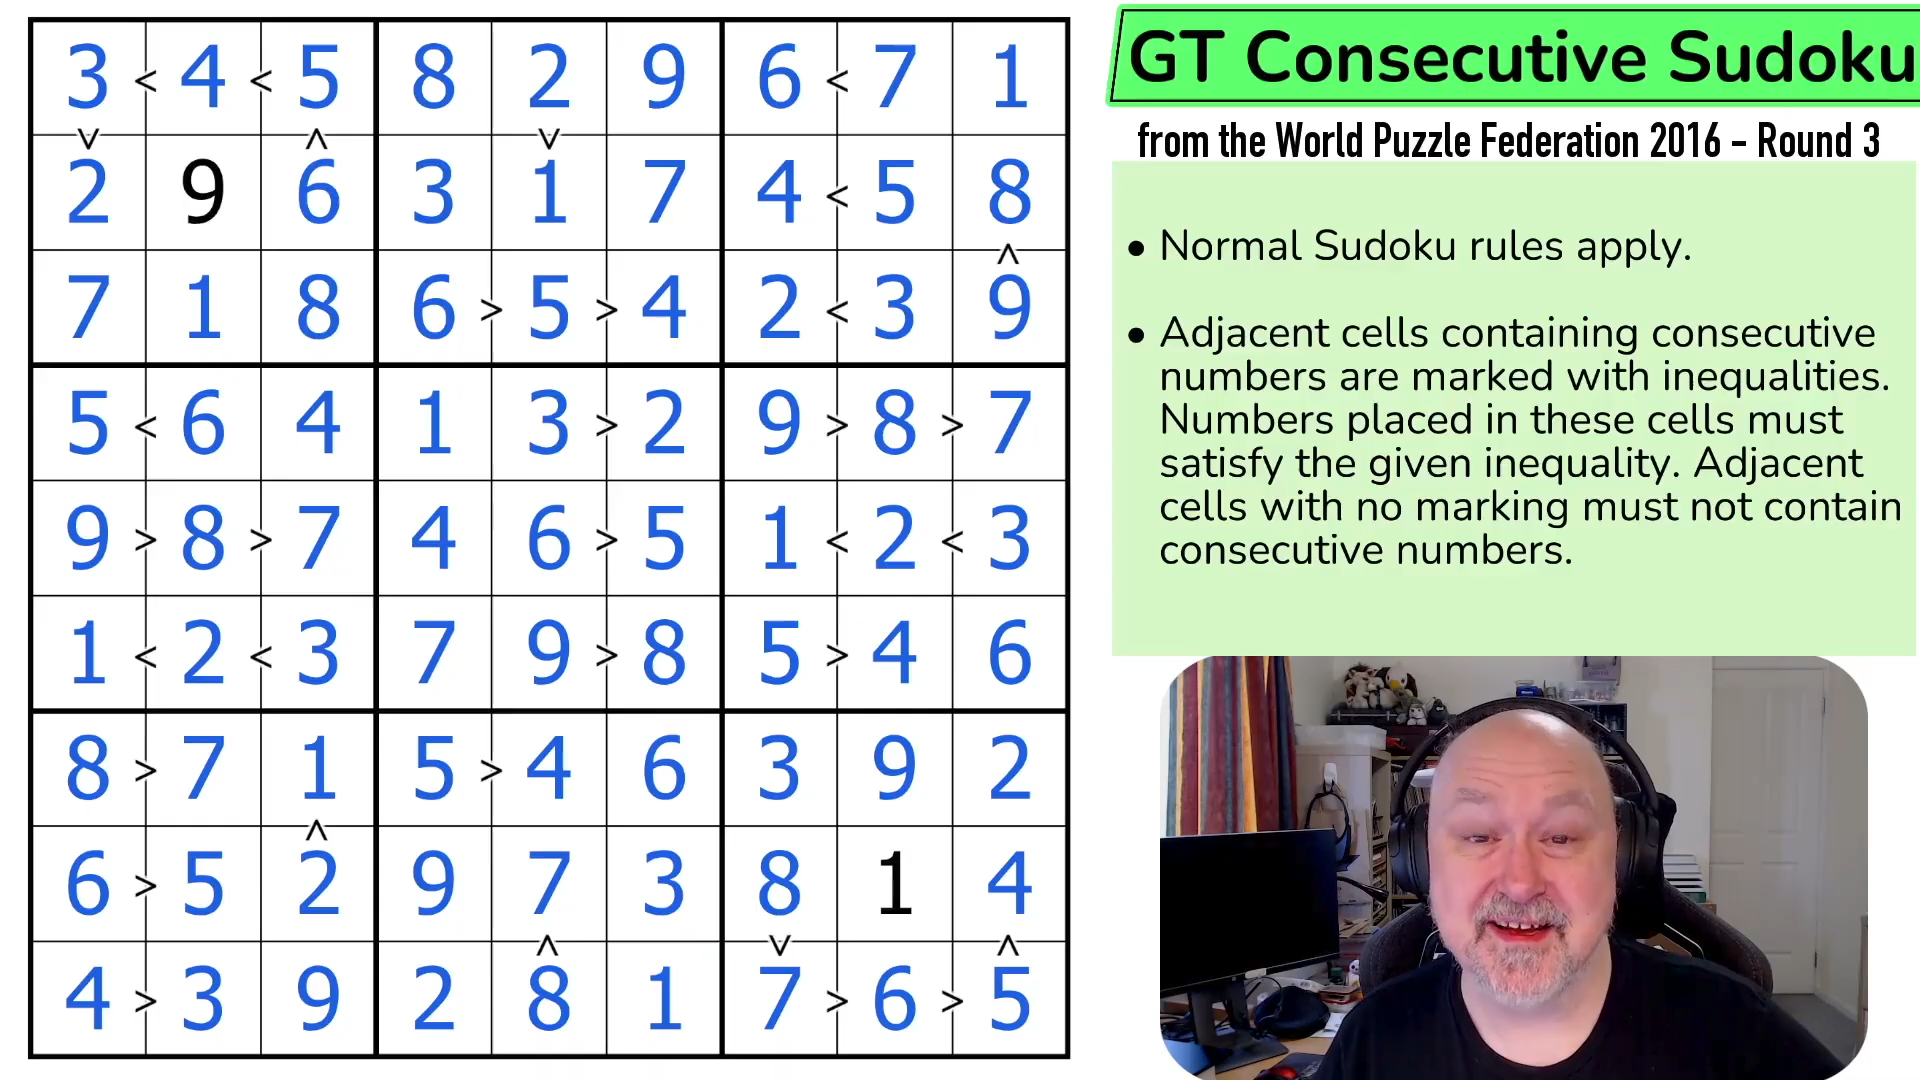 GT Consecutive Sudoku
from the World Puzzle Federation 2016 - Round 3
• Normal Sudoku rules apply.
• Adjacent cells containing consecutive
numbers are marked with inequalities.
Numbers placed in these cells must
satisfy the given inequality. Adjacent
cells with no marking must not contain
consecutive numbers.
3 < 4 < 5 8 2 9 6 < 7 1
v ^ v
2 9 6 3 1 7 4 < 5 8
^
7 1 8 6 > 5 > 4 2 < 3 9
5 < 6 4 1 3 > 2 9 > 8 > 7
9 > 8 > 7 4 6 > 5 1 < 2 < 3
1 < 2 < 3 7 9 > 8 5 > 4 6
8 > 7 1 5 > 4 6 3 9 2
^
6 > 5 2 9 7 3 8 1 4
^ v ^
4 > 3 9 2 8 1 7 > 6 > 5